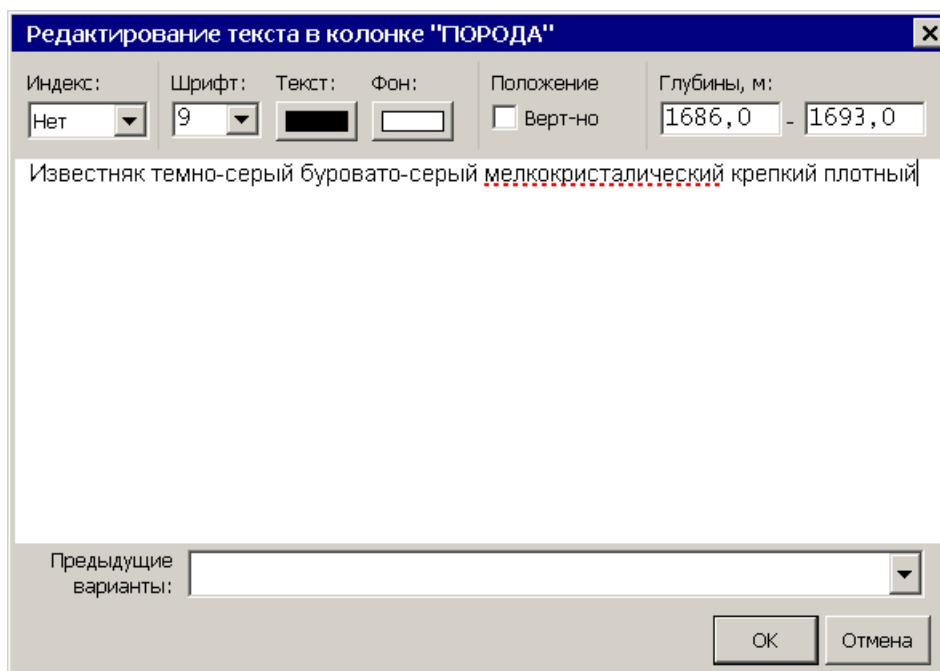 Редактирование текста в колонке "ПОРОДА"
Индекс: Шрифт: Текст: Фон: Положение Глубины, м:
Нет 9 Верт-но 1686,0 - 1693,0
Известняк темно-серый буровато-серый мелкокристалический крепкий плотный
Предыдущие
варианты:
OK Отмена